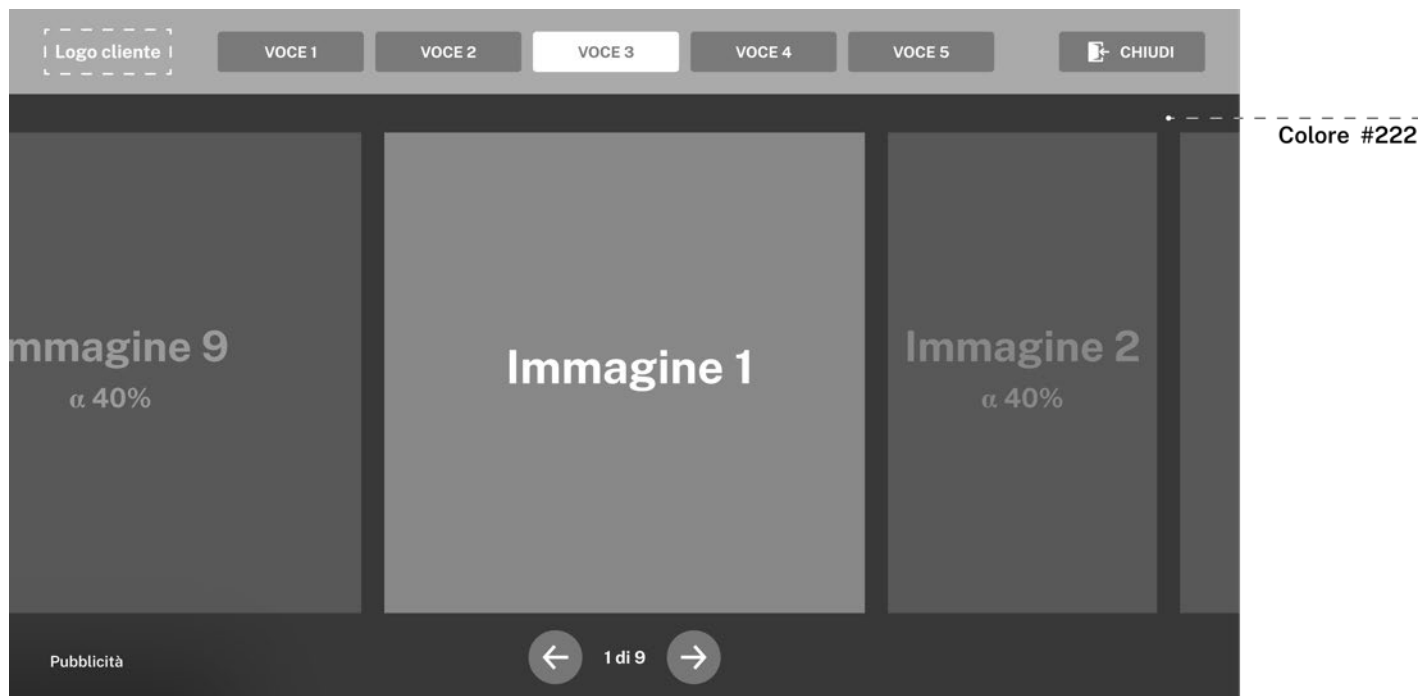 Logo cliente
VOCE 1
VOCE 2
VOCE 3
VOCE 4
VOCE 5
CHIUDI
Colore #222
mmagine 9
α 40%
Immagine 1
Immagine 2
α 40%
Pubblicità
1 di 9